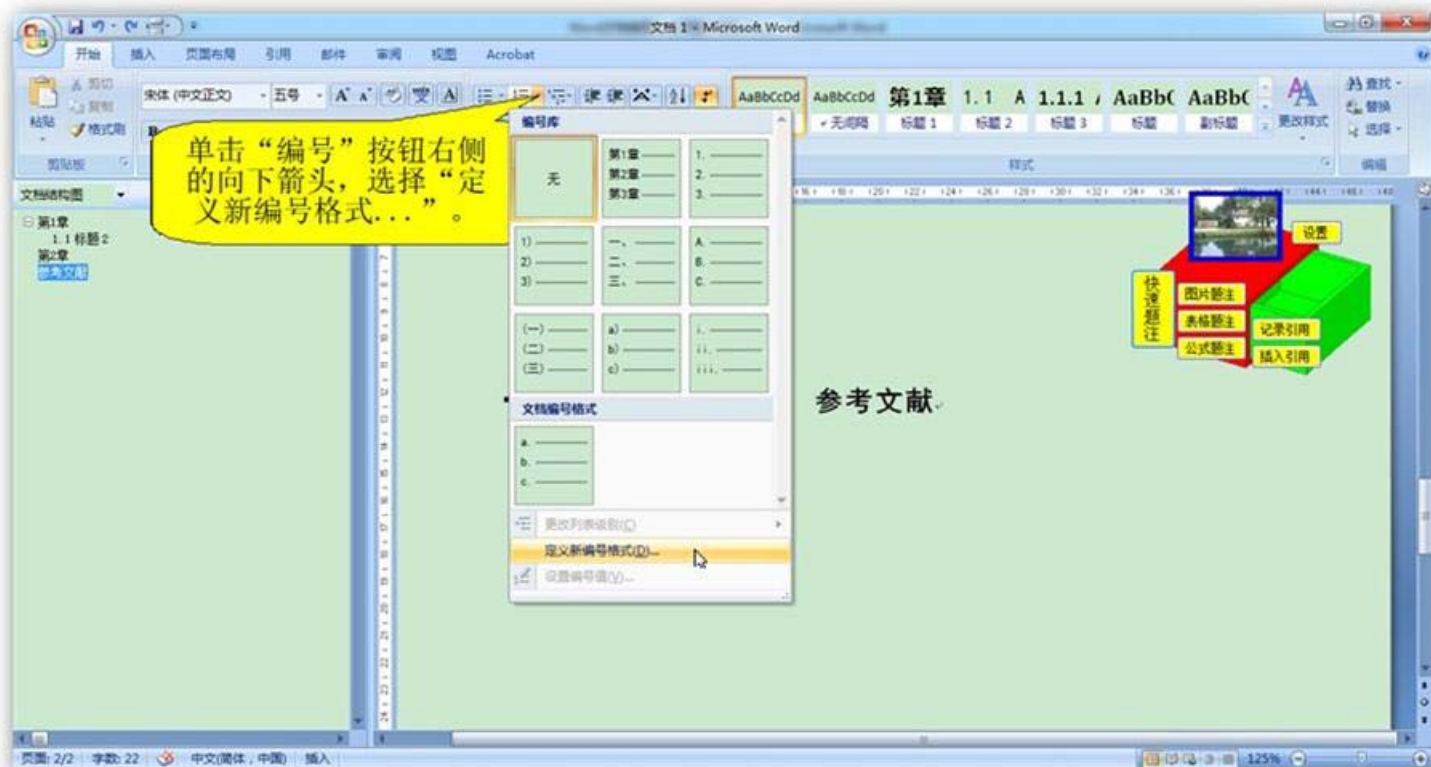 文档 1 - Microsoft Word
开始 插入 页面布局 引用 邮件 审阅 视图 Acrobat
剪切
复制
粘贴 格式刷
剪贴板
宋体 (中文正文) 五号
AaBbCcDd AaBbCcDd 第1章 1.1 A 1.1.1 AaBb( AaBb(
无间隔 标题 1 标题 2 标题 3 标题 副标题
更改样式
样式
查找
替换
选择
编辑
单击“编号”按钮右侧
的向下箭头，选择“定
义新编号格式...”。
文档结构图
第1章
1.1 标题 2
第2章
参考文献
编号库
无
第1章
第2章
第3章
1.
2.
3.
1)
2)
3)
一、
二、
三、
A.
B.
C.
(一)
(二)
(三)
a)
b)
c)
i.
ii.
iii.
文档编号格式
a.
b.
c.
更改列表级别(C)
定义新编号格式(D)...
设置编号值(V)...
参考文献
设置
快速题注
图片题注
表格题注
公式题注
记录引用
插入引用
页面: 2/2 字数: 22 中文(简体，中国) 插入 125%